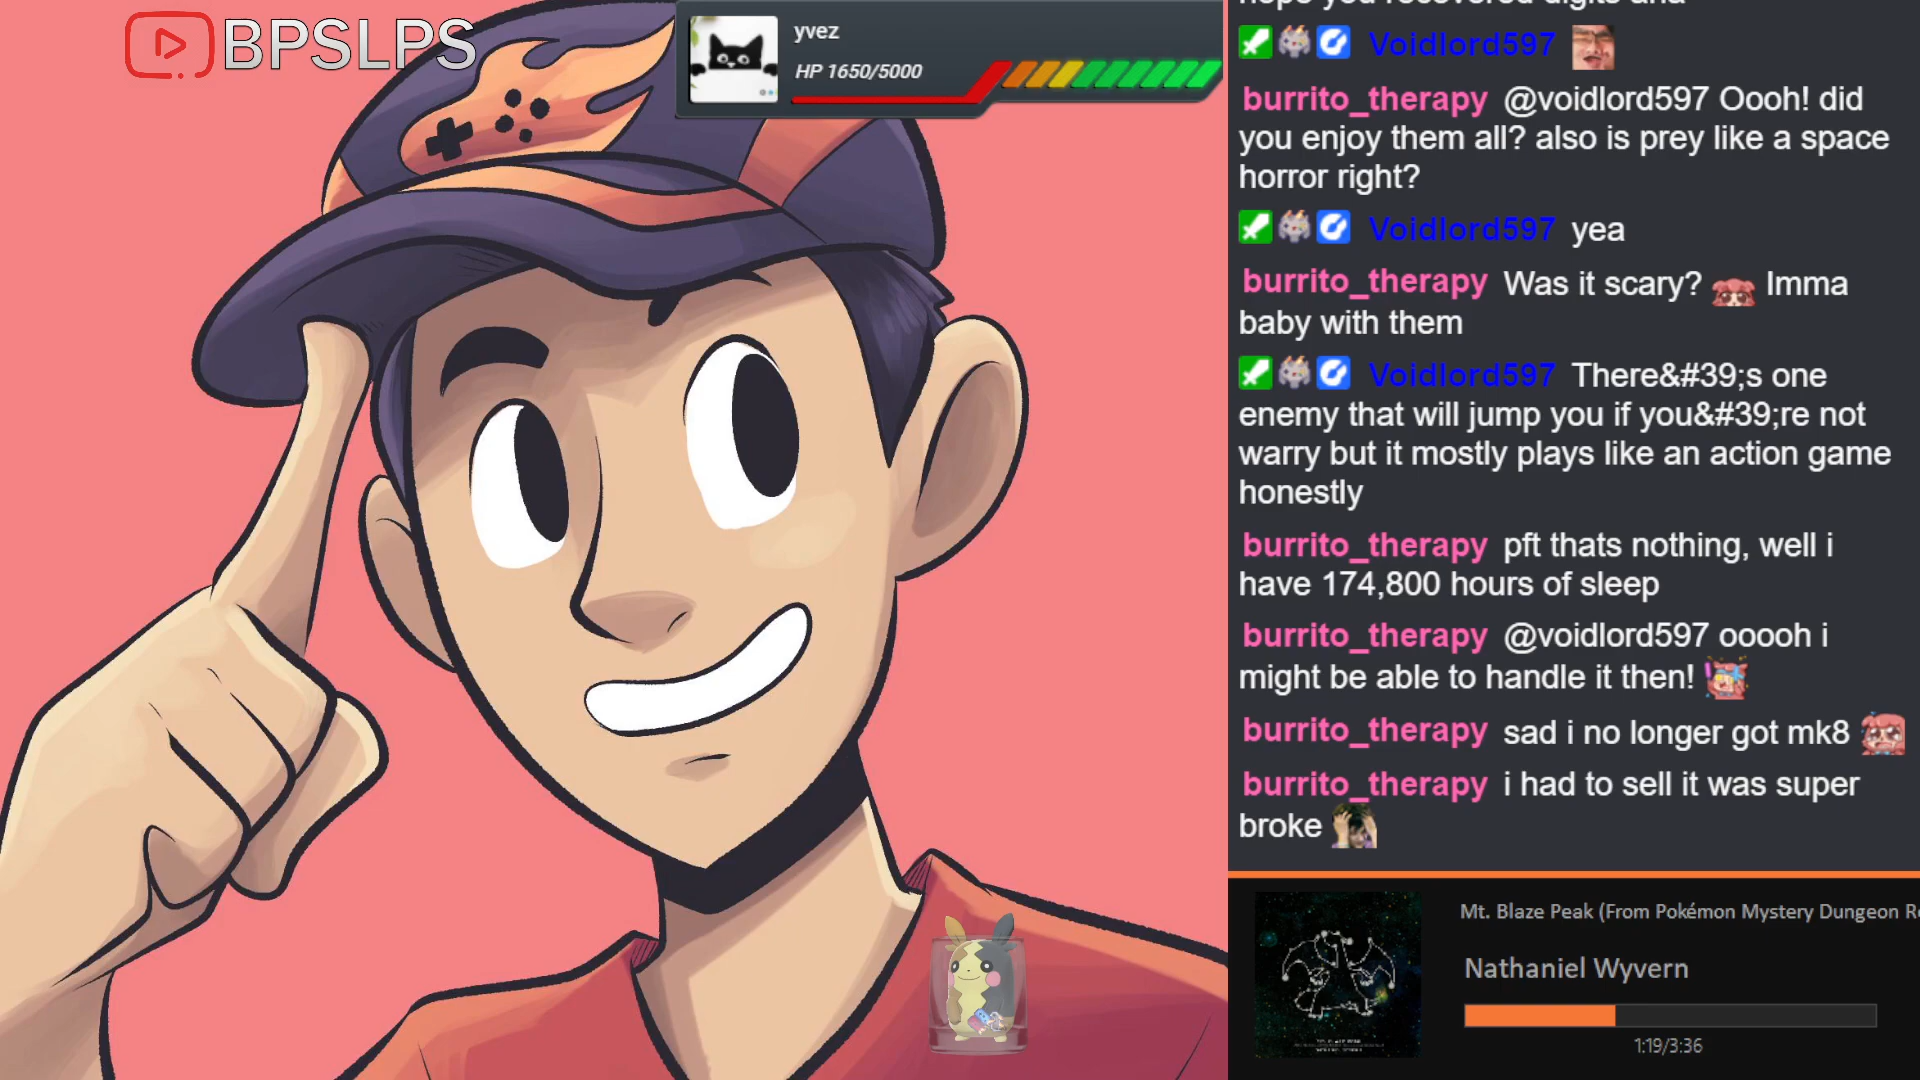 BPSLPS
yvez
HP 1650/5000
Voidlord597
burrito_therapy @voidlord597 Oooh! did
you enjoy them all? also is prey like a space
horror right?
Voidlord597 yea
burrito_therapy Was it scary? Imma
baby with them
Voidlord597 There&#39;s one
enemy that will jump you if you&#39;re not
warry but it mostly plays like an action game
honestly
burrito_therapy pft thats nothing, well i
have 174,800 hours of sleep
burrito_therapy @voidlord597 ooooh i
might be able to handle it then!
burrito_therapy sad i no longer got mk8
burrito_therapy i had to sell it was super
broke
Mt. Blaze Peak (From Pokémon Mystery Dungeon
Nathaniel Wyvern
1:19/3:36